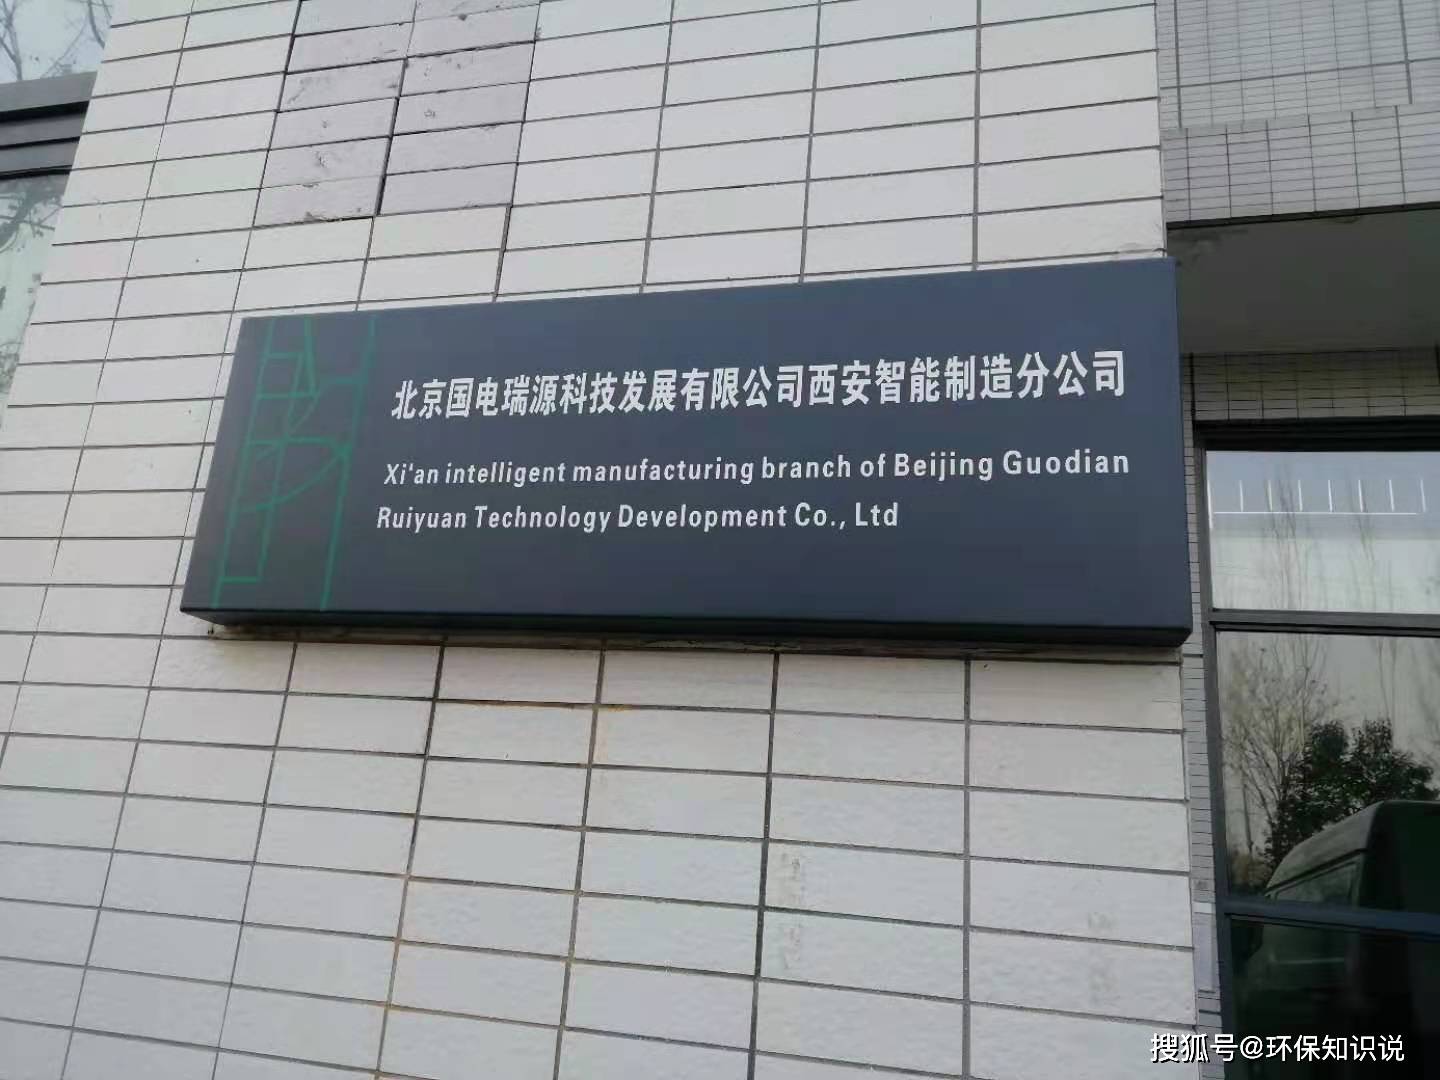 北京国电瑞源科技发展有限公司西安智能制造分公司
Xi'an intelligent manufacturing branch of Beijing Guodian
Ruiyuan Technology Development Co., Ltd
搜狐号@环保知识说